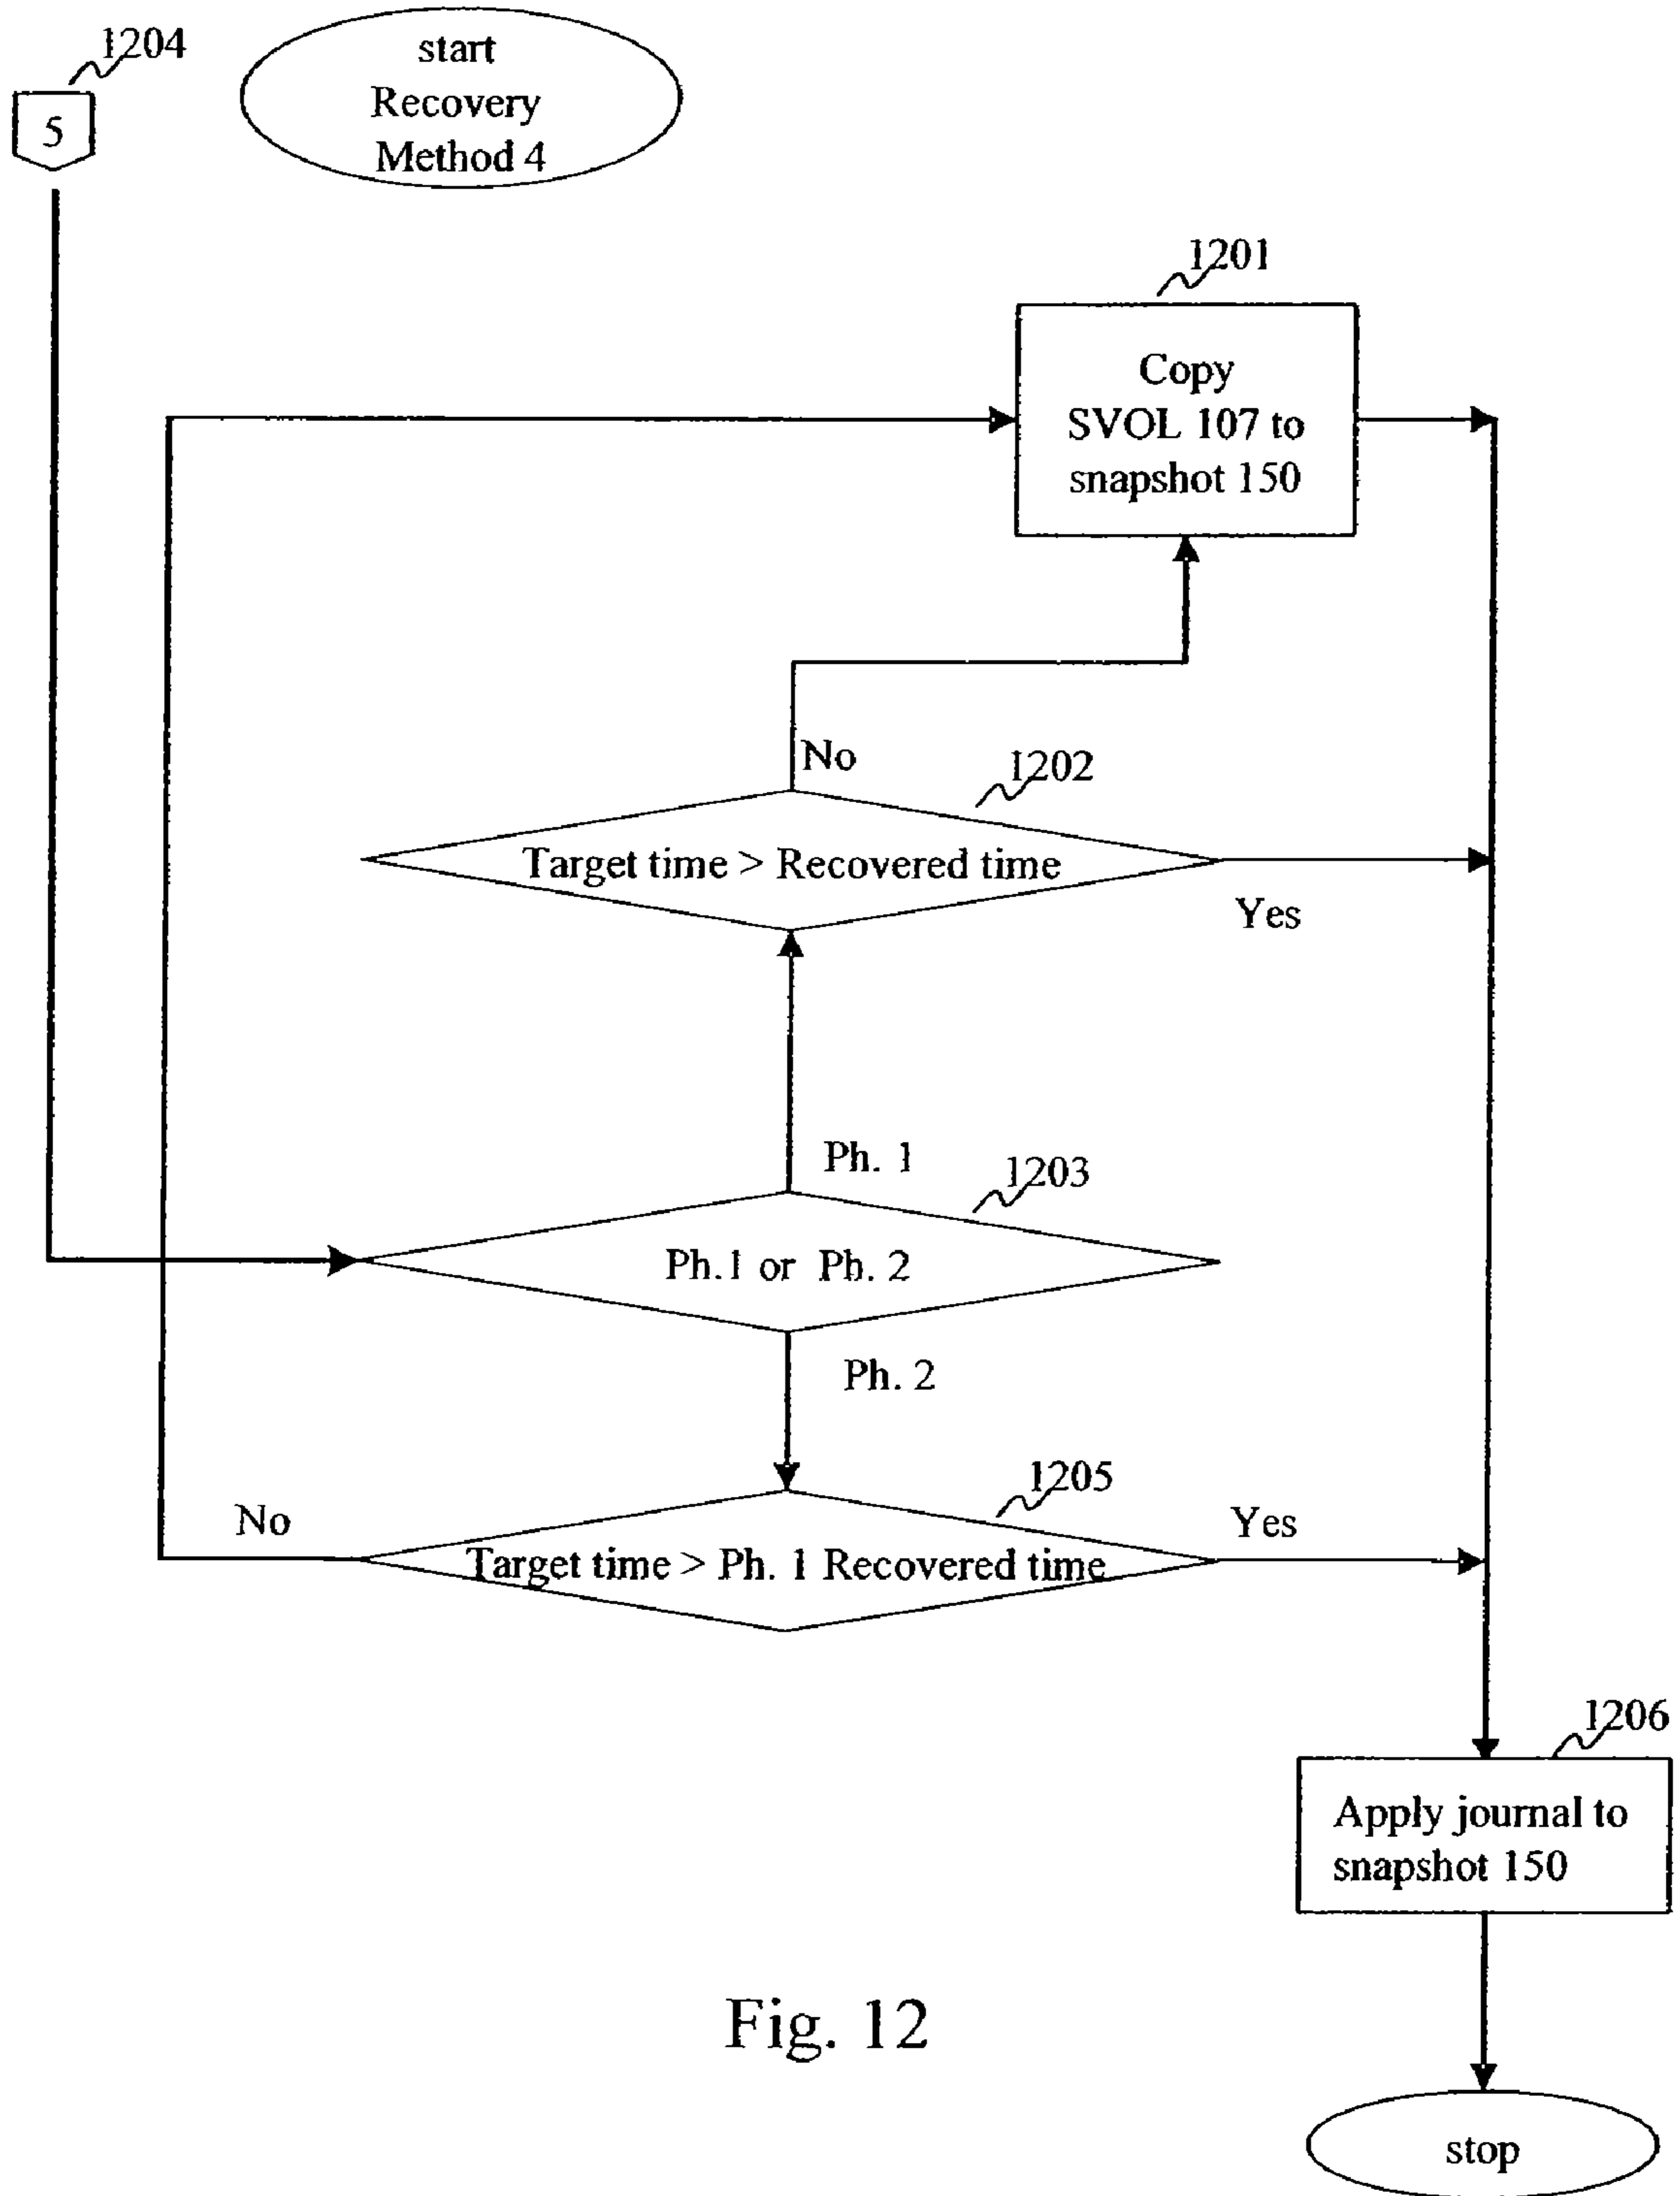 1204
start
Recovery
Method 4
5
1201
Copy
SVOL 107 to
snapshot 150
No
1202
Target time > Recovered time
Yes
Ph. 1
1203
Ph.1 or Ph. 2
Ph. 2
1205
No
Yes
Target time > Ph. 1 Recovered time
1206
Apply journal to
snapshot 150
Fig. 12
stop